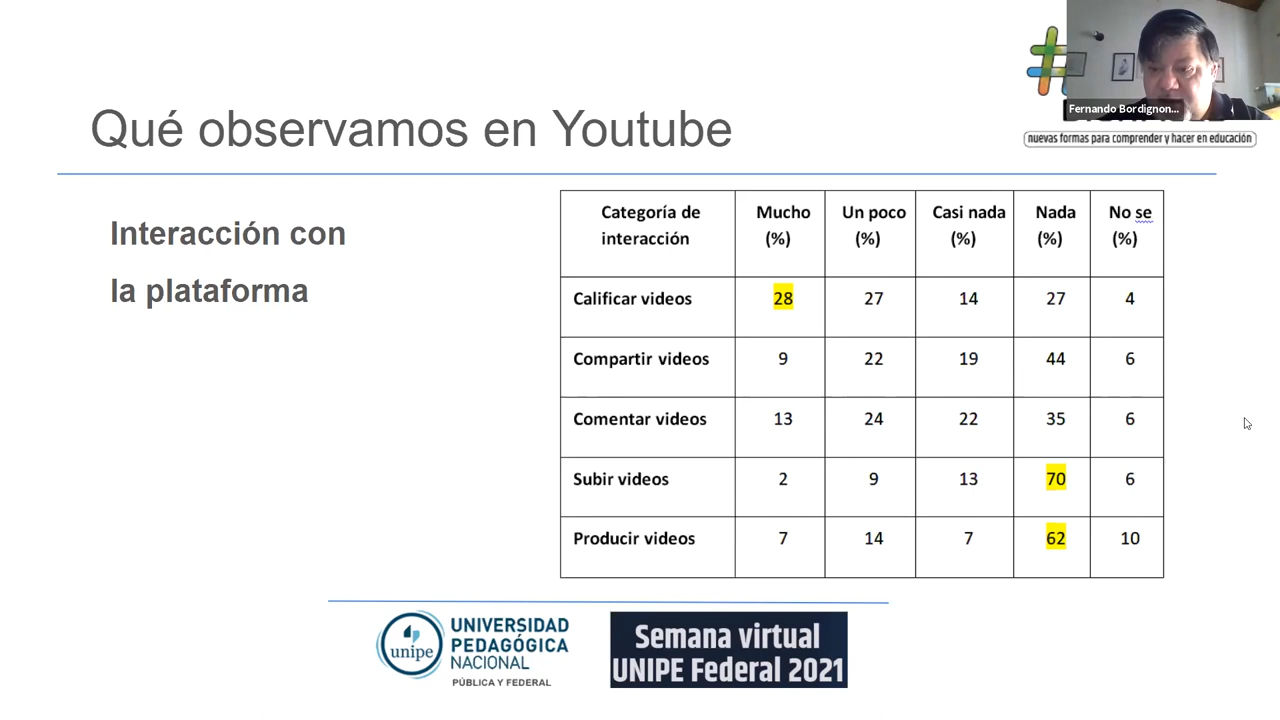 Fernando Bordignon...
nuevas formas para comprender y hacer en educación
Qué observamos en Youtube
Interacción con
la plataforma
Categoría de interacción Mucho (%) Un poco (%) Casi nada (%) Nada (%) No se (%)
Calificar videos 28 27 14 27 4
Compartir videos 9 22 19 44 6
Comentar videos 13 24 22 35 6
Subir videos 2 9 13 70 6
Producir videos 7 14 7 62 10
unipe
UNIVERSIDAD
PEDAGÓGICA
NACIONAL
PÚBLICA Y FEDERAL
Semana virtual
UNIPE Federal 2021